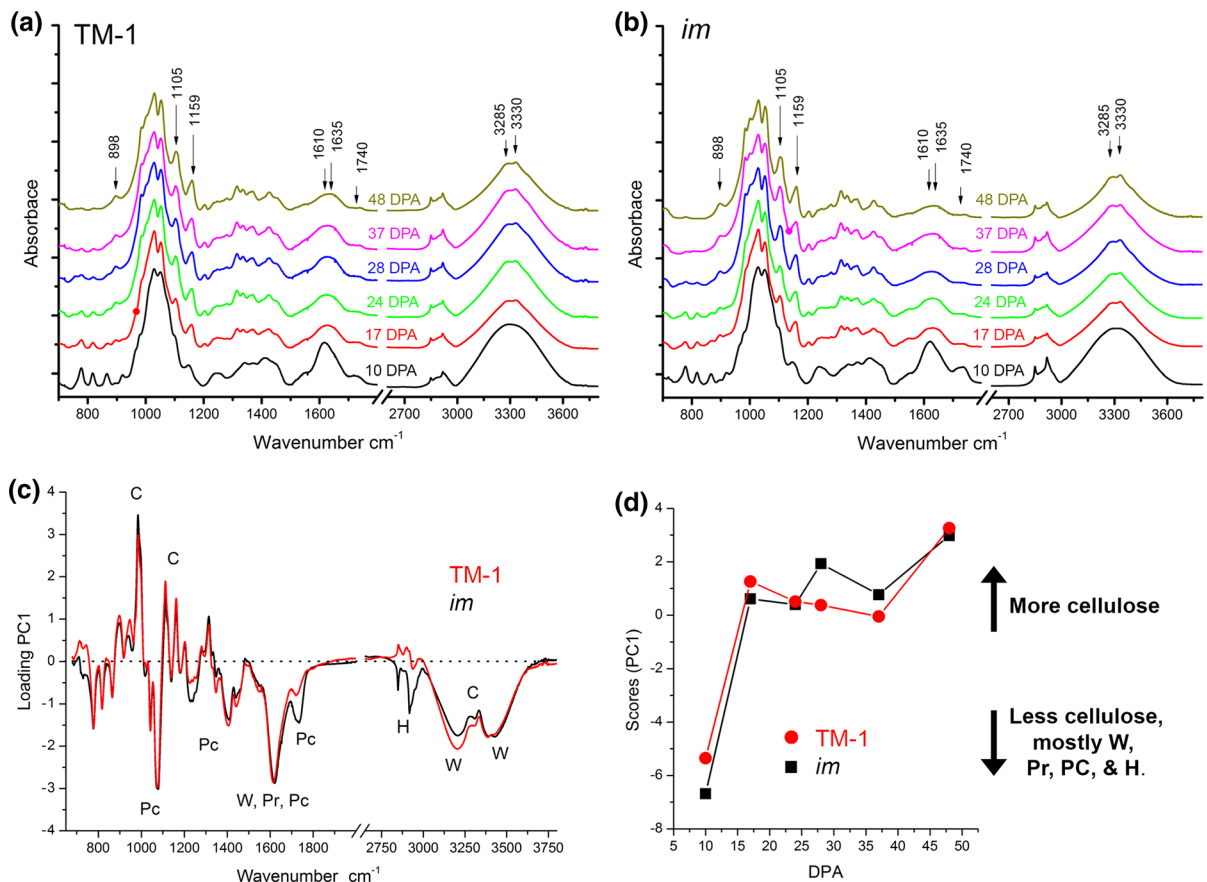 (a) TM-1
Absorbace
898
1105
1159
1610
1635
1740
3285
3330
48 DPA
37 DPA
28 DPA
24 DPA
17 DPA
10 DPA
800 1000 1200 1400 1600 2700 3000 3300 3600
Wavenumber cm-1
(b) im
Absorbance
898
1105
1159
1610
1635
1740
3285
3330
48 DPA
37 DPA
28 DPA
24 DPA
17 DPA
10 DPA
800 1000 1200 1400 1600 2700 3000 3300 3600
Wavenumber cm-1
(c)
Loading PC1
4
3
2
1
0
-1
-2
-3
-4
C
C
TM-1
im
H
C
Pc
Pc
W
W
Pc
W, Pr, Pc
800 1000 1200 1400 1600 1800 2750 3000 3250 3500 3750
Wavenumber cm-1
(d)
Scores (PC1)
4
2
0
-2
-4
-6
-8
TM-1
im
More cellulose
Less cellulose,
mostly W,
Pr, PC, & H.
5 10 15 20 25 30 35 40 45 50
DPA